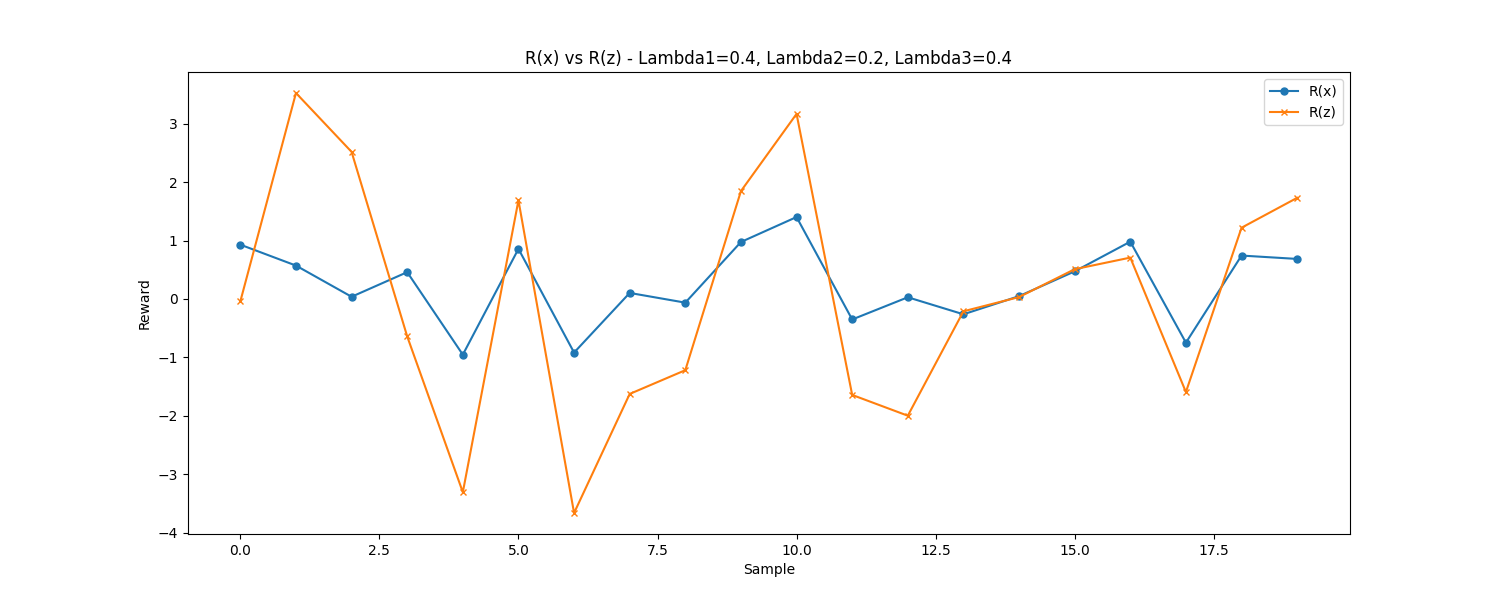 R(x) vs R(z) - Lambda1=0.4, Lambda2=0.2, Lambda3=0.4
R(x)
R(z)
Reward
3
2
1
0
−1
−2
−3
−4
0.0 2.5 5.0 7.5 10.0 12.5 15.0 17.5
Sample